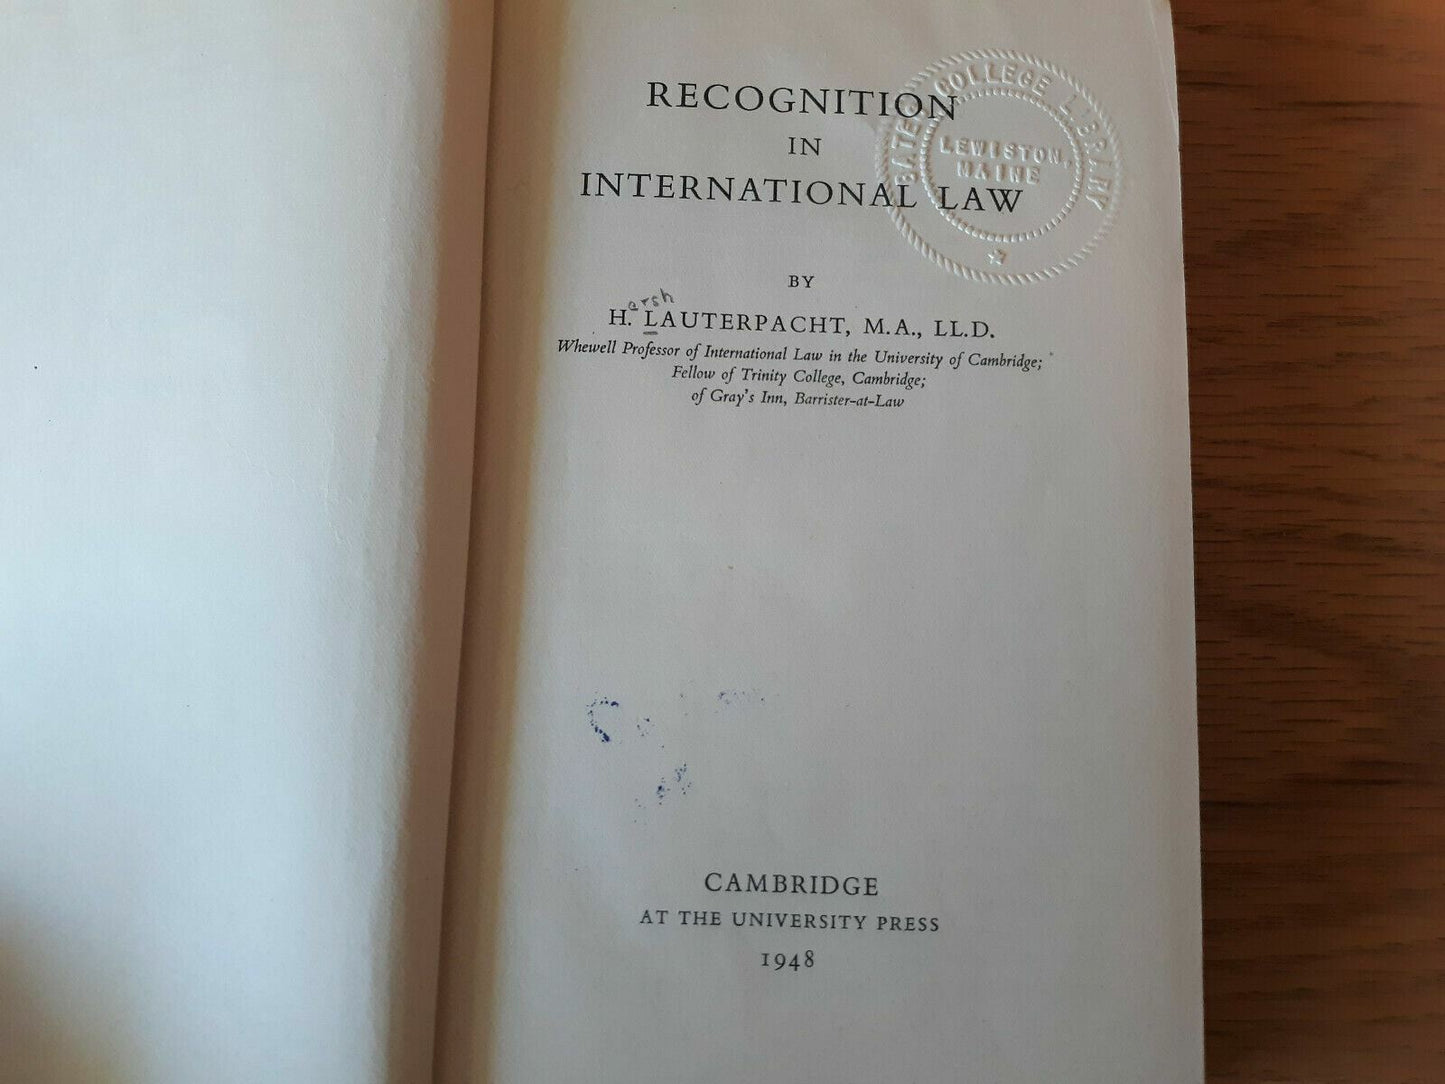 RECOGNITION
IN
INTERNATIONAL LAW
BATES COLLEGE LIBRARY
LEWISTON,
MAINE
BY
ersh
H. LAUTERPACHT, M.A., LL.D.
Whewell Professor of International Law in the University of Cambridge;
Fellow of Trinity College, Cambridge;
of Gray's Inn, Barrister-at-Law
CAMBRIDGE
AT THE UNIVERSITY PRESS
1948